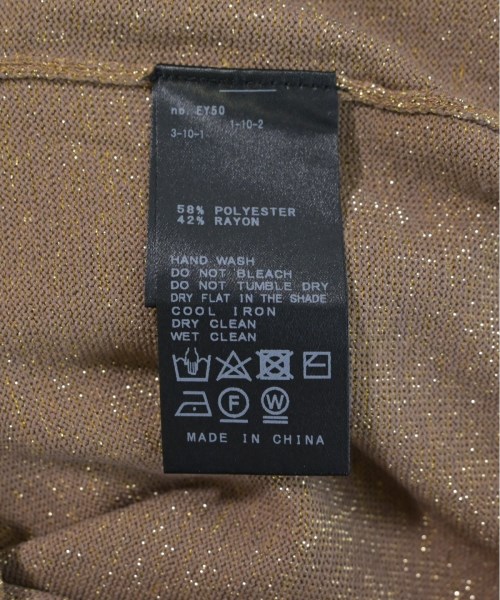 no. EY50
1-10-2
3-10-1
58% POLYESTER
42% RAYON
HAND WASH
DO NOT BLEACH
DO NOT TUMBLE DRY
DRY FLAT IN THE SHADE
COOL IRON
DRY CLEAN
WET CLEAN
F W
MADE IN CHINA